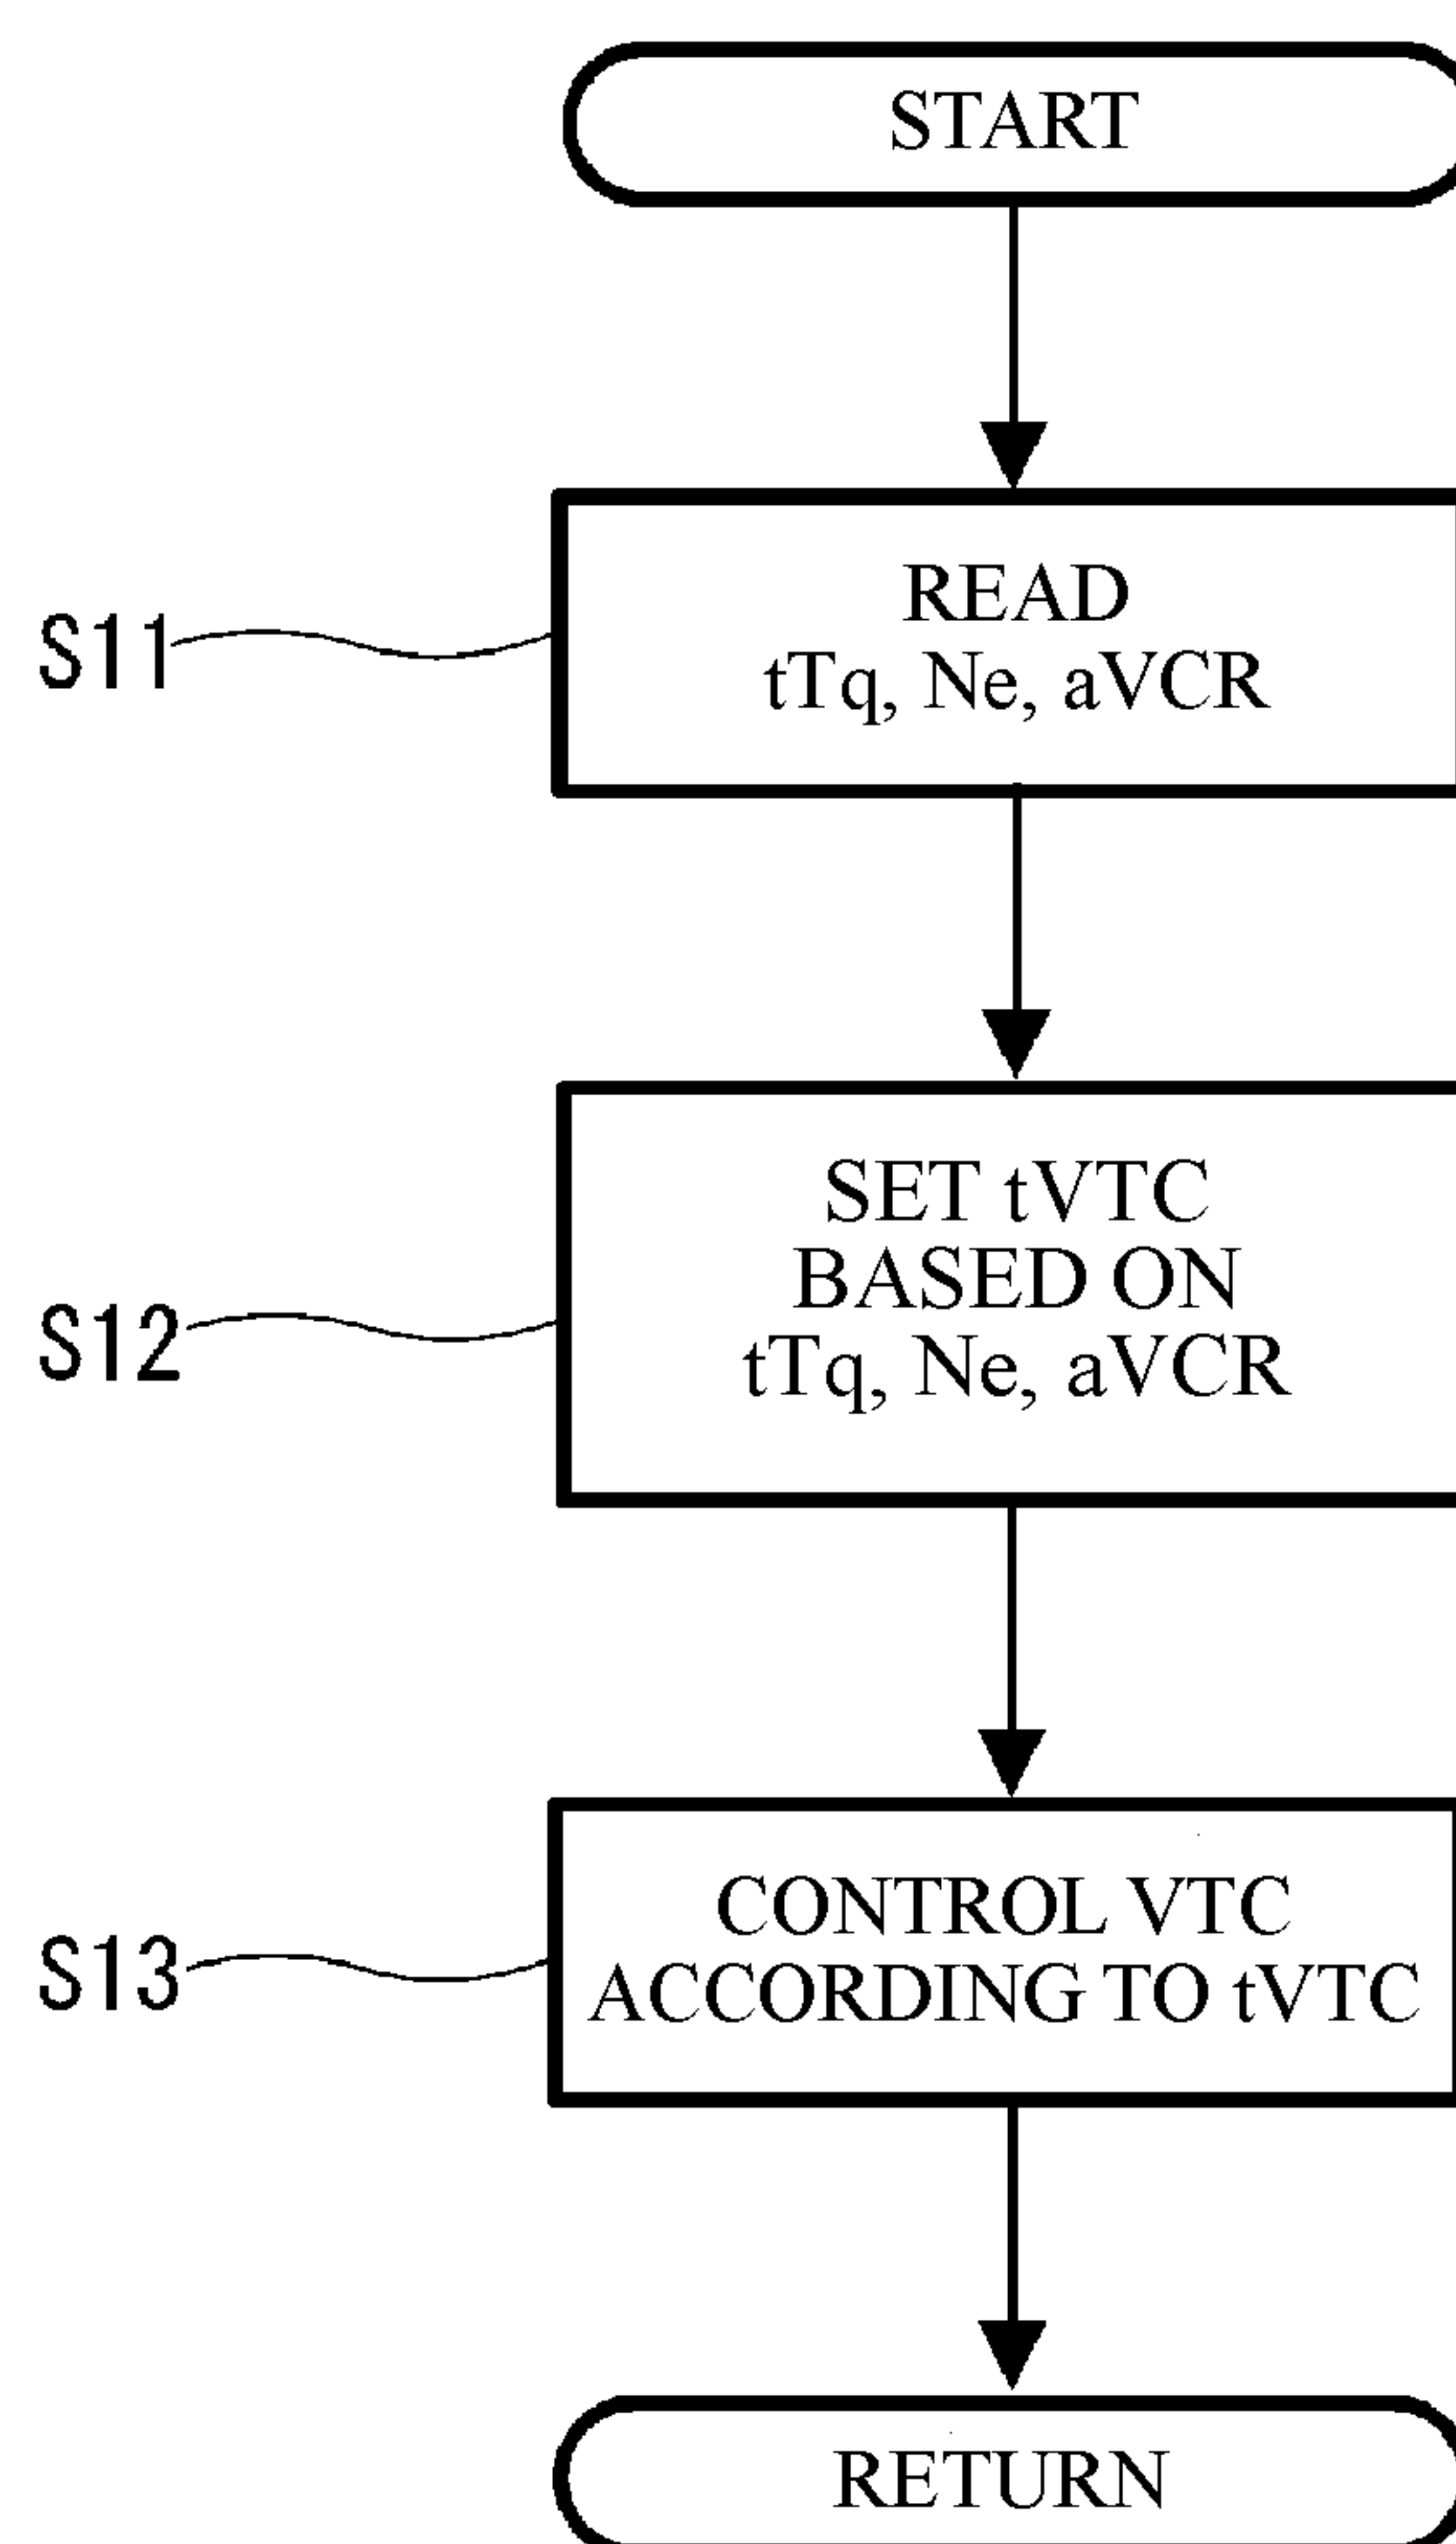 START
S11
READ
tTq, Ne, aVCR
S12
SET tVTC
BASED ON
tTq, Ne, aVCR
S13
CONTROL VTC
ACCORDING TO tVTC
RETURN